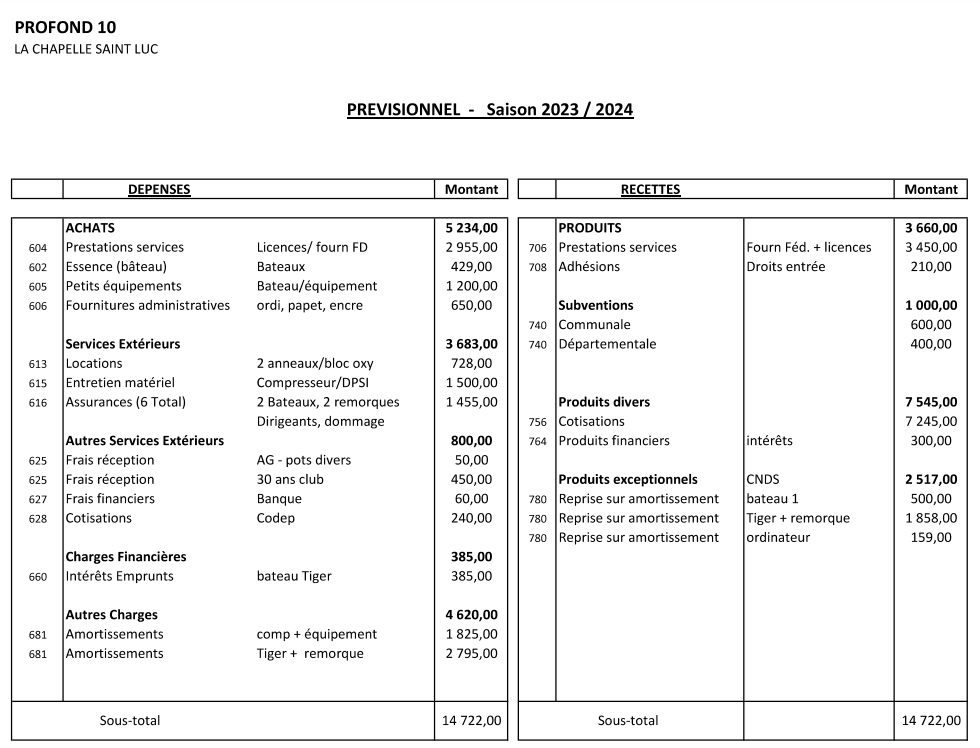 PROFOND 10
LA CHAPELLE SAINT LUC
PREVISIONNEL - Saison 2023 / 2024
DEPENSES Montant
ACHATS 5 234,00
604 Prestations services Licences/ fourn FD 2 955,00
602 Essence (bâteau) Bateaux 429,00
605 Petits équipements Bateau/équipement 1 200,00
606 Fournitures administratives ordi, papet, encre 650,00
Services Extérieurs 3 683,00
613 Locations 2 anneaux/bloc oxy 728,00
615 Entretien matériel Compresseur/DPSI 1 500,00
616 Assurances (6 Total) 2 Bateaux, 2 remorques 1 455,00
Dirigeants, dommage
Autres Services Extérieurs 800,00
625 Frais réception AG - pots divers 50,00
625 Frais réception 30 ans club 450,00
627 Frais financiers Banque 60,00
628 Cotisations Codep 240,00
Charges Financières 385,00
660 Intérêts Emprunts bateau Tiger 385,00
Autres Charges 4 620,00
681 Amortissements comp + équipement 1 825,00
681 Amortissements Tiger + remorque 2 795,00
Sous-total 14 722,00
RECETTES Montant
PRODUITS 3 660,00
706 Prestations services Fourn Féd. + licences 3 450,00
708 Adhésions Droits entrée 210,00
Subventions 1 000,00
740 Communale 600,00
740 Départementale 400,00
Produits divers 7 545,00
756 Cotisations 7 245,00
764 Produits financiers intérêts 300,00
Produits exceptionnels CNDS 2 517,00
780 Reprise sur amortissement bateau 1 500,00
780 Reprise sur amortissement Tiger + remorque 1 858,00
780 Reprise sur amortissement ordinateur 159,00
Sous-total 14 722,00